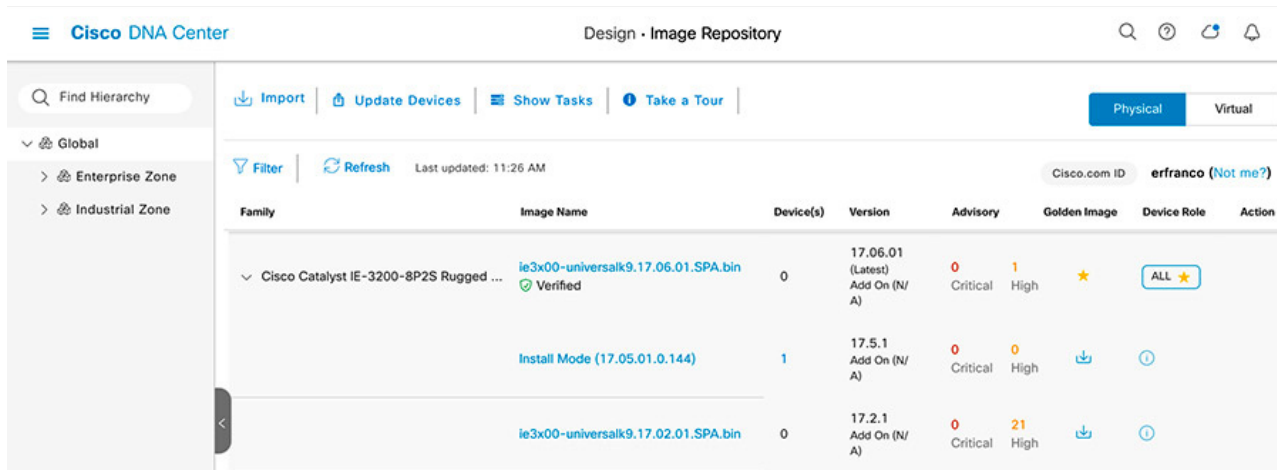 Cisco DNA Center
Design · Image Repository
Find Hierarchy
Global
Enterprise Zone
Industrial Zone
Import
Update Devices
Show Tasks
Take a Tour
Physical
Virtual
Filter
Refresh
Last updated: 11:26 AM
Cisco.com ID
erfranco (Not me?)
Family Image Name Device(s) Version Advisory Golden Image Device Role Action
Cisco Catalyst IE-3200-8P2S Rugged ...
ie3x00-universalk9.17.06.01.SPA.bin
Verified
0
17.06.01
(Latest)
Add On (N/
A)
0
Critical
1
High
ALL
Install Mode (17.05.01.0.144)
1
17.5.1
Add On (N/
A)
0
Critical
0
High
ie3x00-universalk9.17.02.01.SPA.bin
0
17.2.1
Add On (N/
A)
0
Critical
21
High